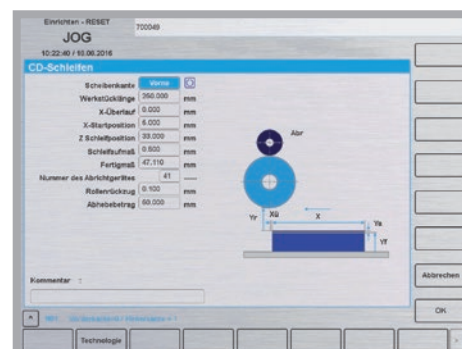 Einrichten - RESET
700049
JOG
10:22:40 / 10.06.2016
CD-Schleifen
Scheibenkante Vorne
Werkstücklänge 350.000 mm
X-Überlauf 0.000 mm
X-Startposition 6.000 mm
Z Schleifposition 33.000 mm
Schleifaufmaß 0.500 mm
Fertigmaß 47.110 mm
Nummer des Abrichtgerätes 41
Rollenrückzug 0.100 mm
Abhebebetrag 60.000 mm
Abr
Yr
Xü
X
Ys
Yf
Kommentar :
Abbrechen
OK
Technologie